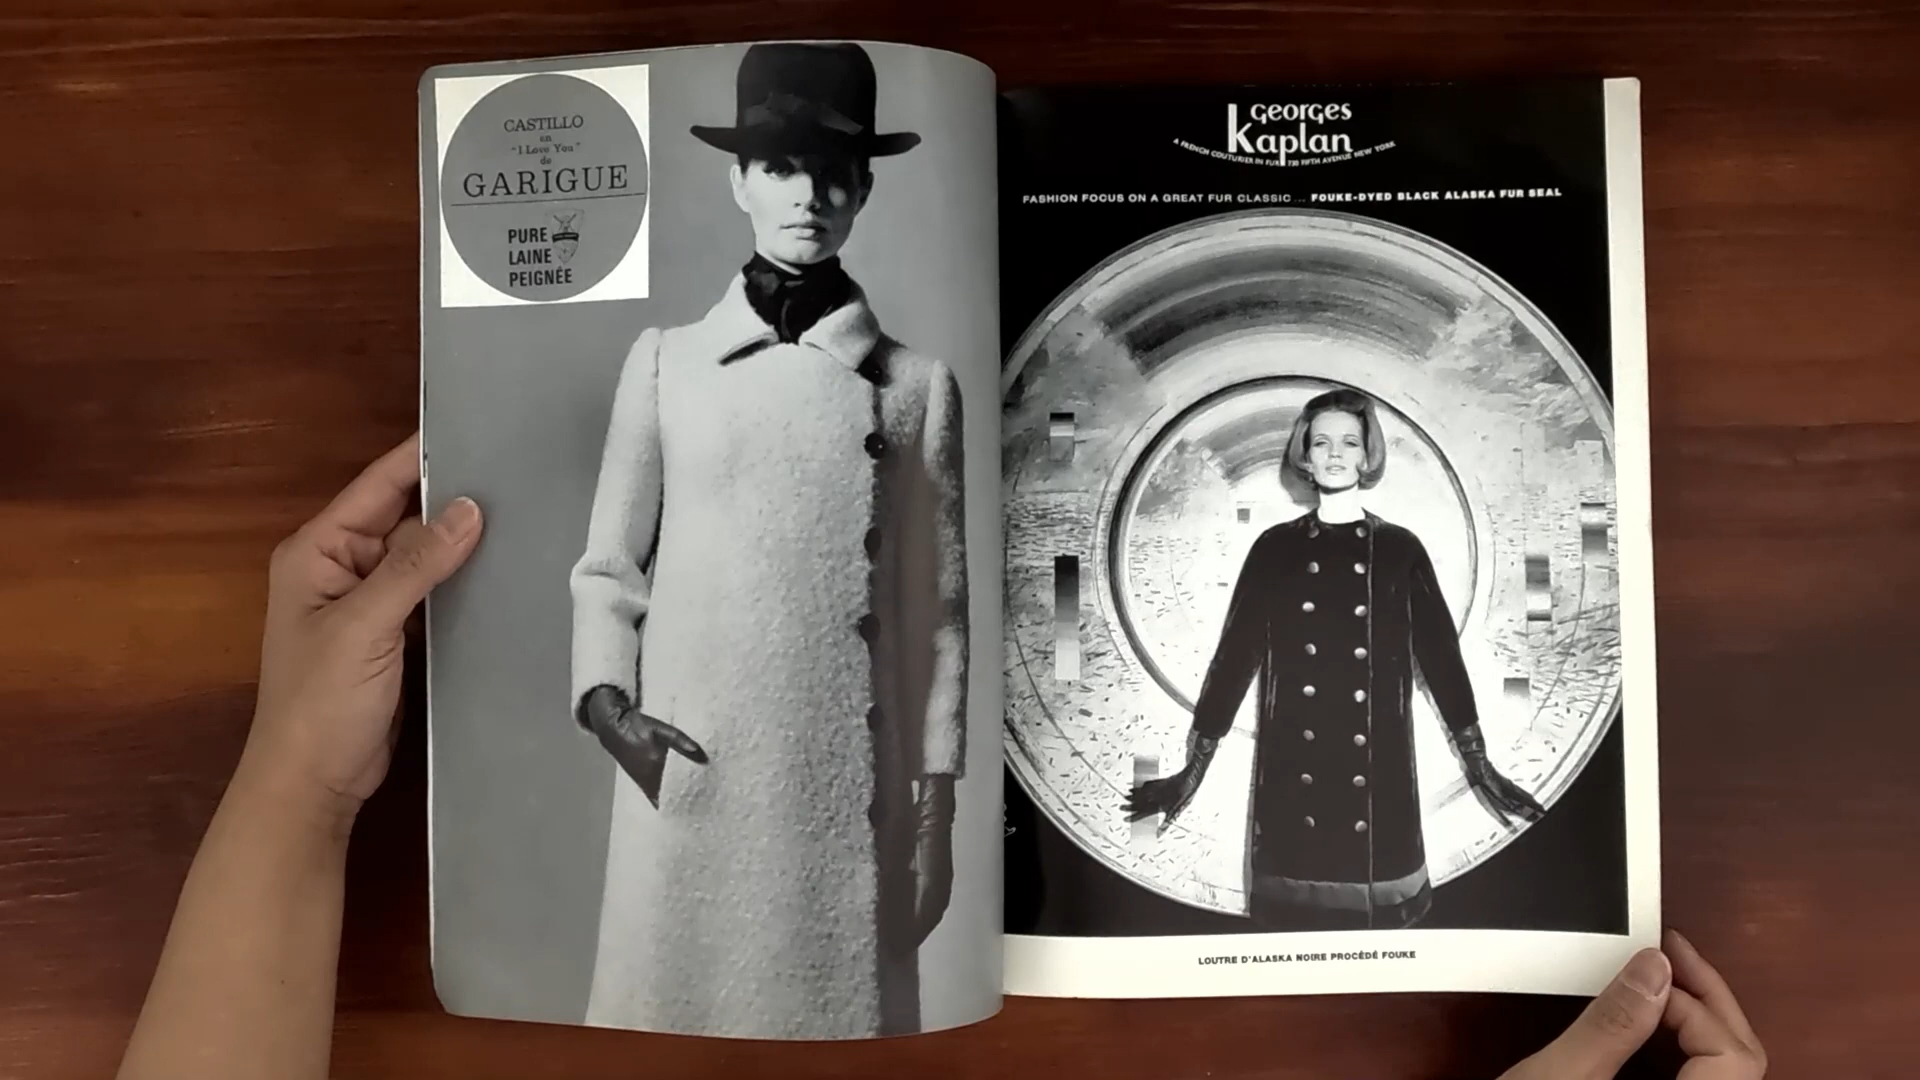 CASTILLO
en
"I Love You"
de
GARIGUE
PURE
LAINE
PEIGNÉE
Georges
Kaplan
A FRENCH COUTURIER IN FUR 730 FIFTH AVENUE NEW YORK
FASHION FOCUS ON A GREAT FUR CLASSIC... FOUKE-DYED BLACK ALASKA FUR SEAL
LOUTRE D'ALASKA NOIRE PROCÉDÉ FOUKE